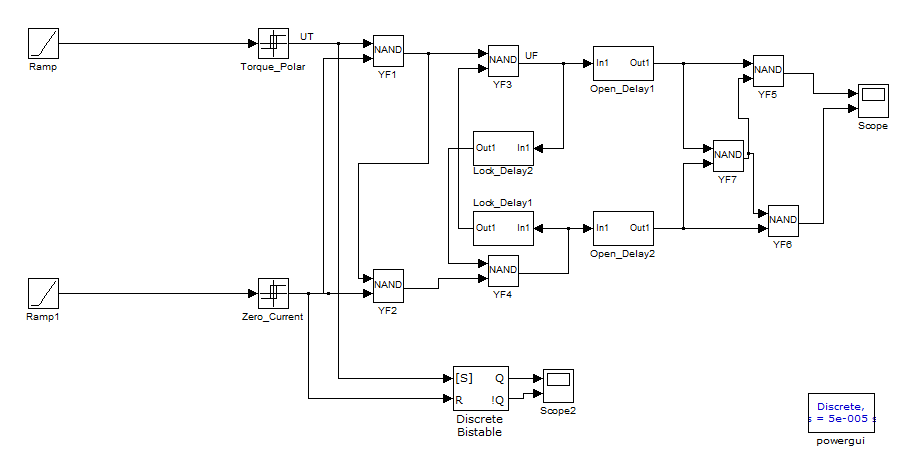 UT
NAND
Ramp
Torque_Polar
YF1
NAND
YF3
UF
In1 Out1
Open_Delay1
NAND
YF5
Scope
Out1 In1
Lock_Delay2
NAND
YF7
Lock_Delay1
Out1 In1
In1 Out1
Open_Delay2
NAND
YF6
NAND
YF4
NAND
YF2
Ramp1
Zero_Current
[S] Q
R !Q
Discrete
Bistable
Scope2
Discrete,
s = 5e-005 s
powergui